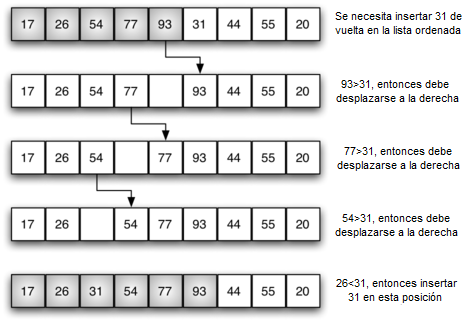 17 26 54 77 93 31 44 55 20
Se necesita insertar 31 de
vuelta en la lista ordenada
17 26 54 77 93 44 55 20
93>31, entonces debe
desplazarse a la derecha
17 26 54 77 93 44 55 20
77>31, entonces debe
desplazarse a la derecha
17 26 54 77 93 44 55 20
54>31, entonces debe
desplazarse a la derecha
17 26 31 54 77 93 44 55 20
26<31, entonces insertar
31 en esta posición